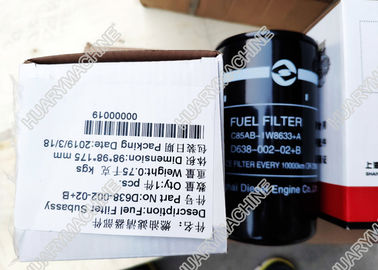 件名: 燃油滤清器部件
Description:Fuel Filter Subassy
件号 Part No.:D638-002-02+B
数量 Qty:1件 pcs.
重量 Weight:0.75千克 kgs
体积 Dimension:98*98*175 mm
包装日期 Packing Date:2019/3/18
0000019
FUEL FILTER
C85AB-1W8633+A
D638-002-02+B
CE FILTER EVERY 10000km OR
hai Diesel Engine Co
HUARYMACHINE
HUARYMACHINE
HUARYMACHINE